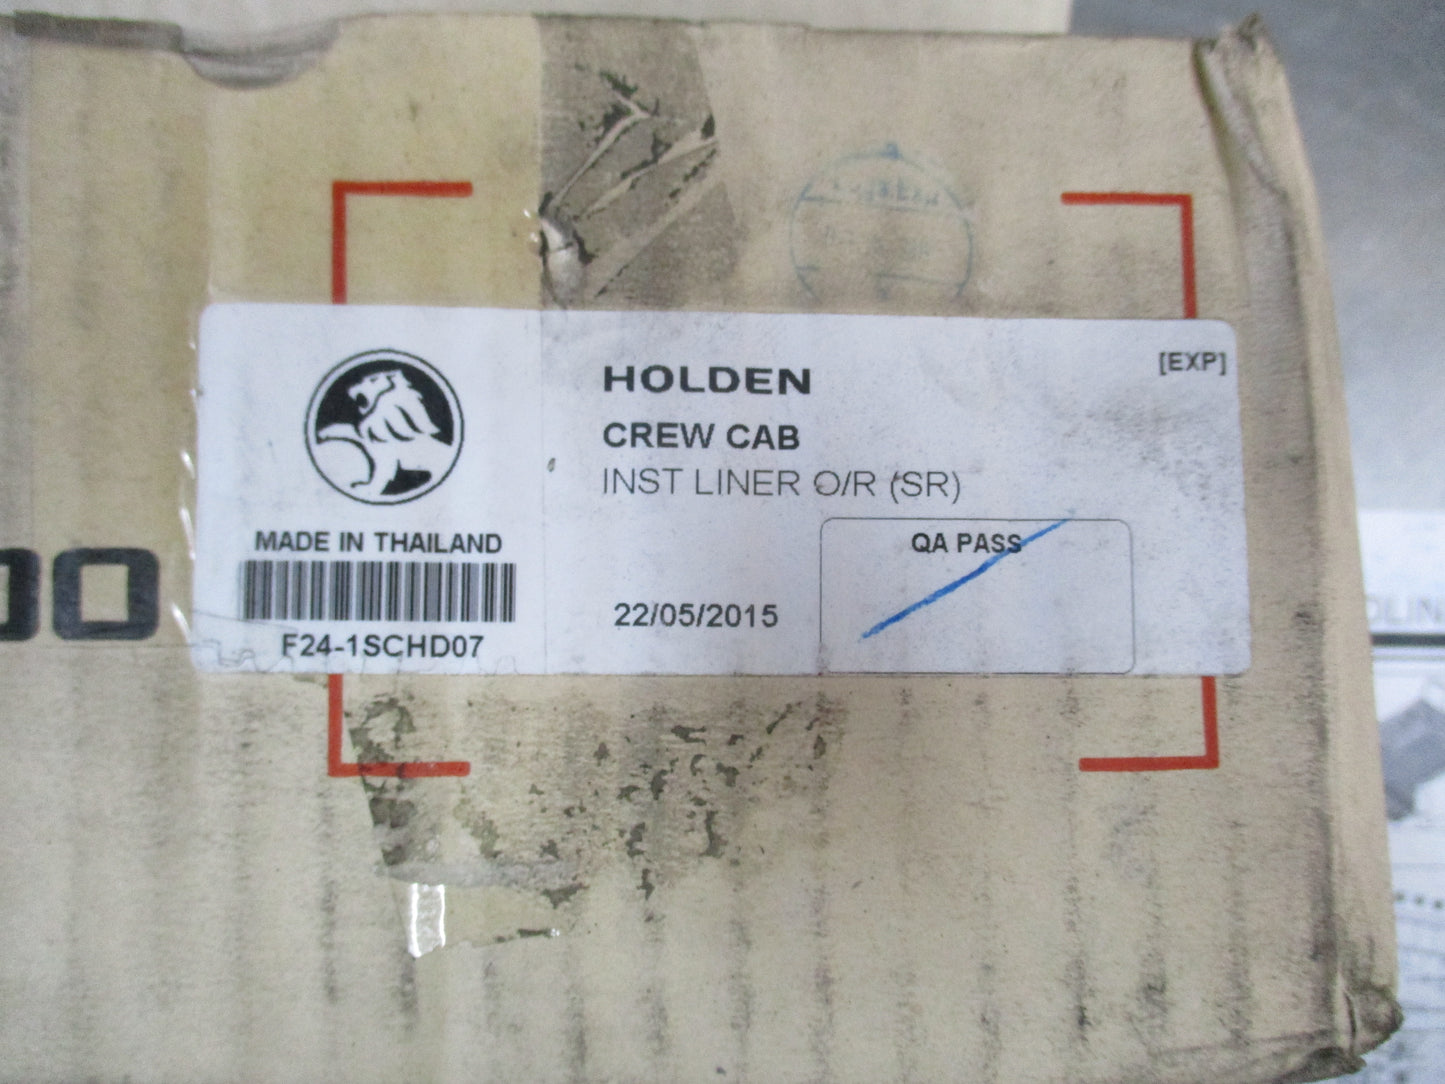 HOLDEN
[EXP]
CREW CAB
INST LINER O/R (SR)
MADE IN THAILAND
QA PASS
22/05/2015
F24-1SCHD07